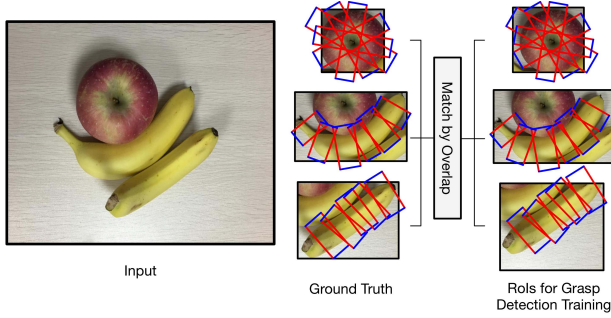 Input
Ground Truth
Match by Overlap
RoIs for Grasp
Detection Training